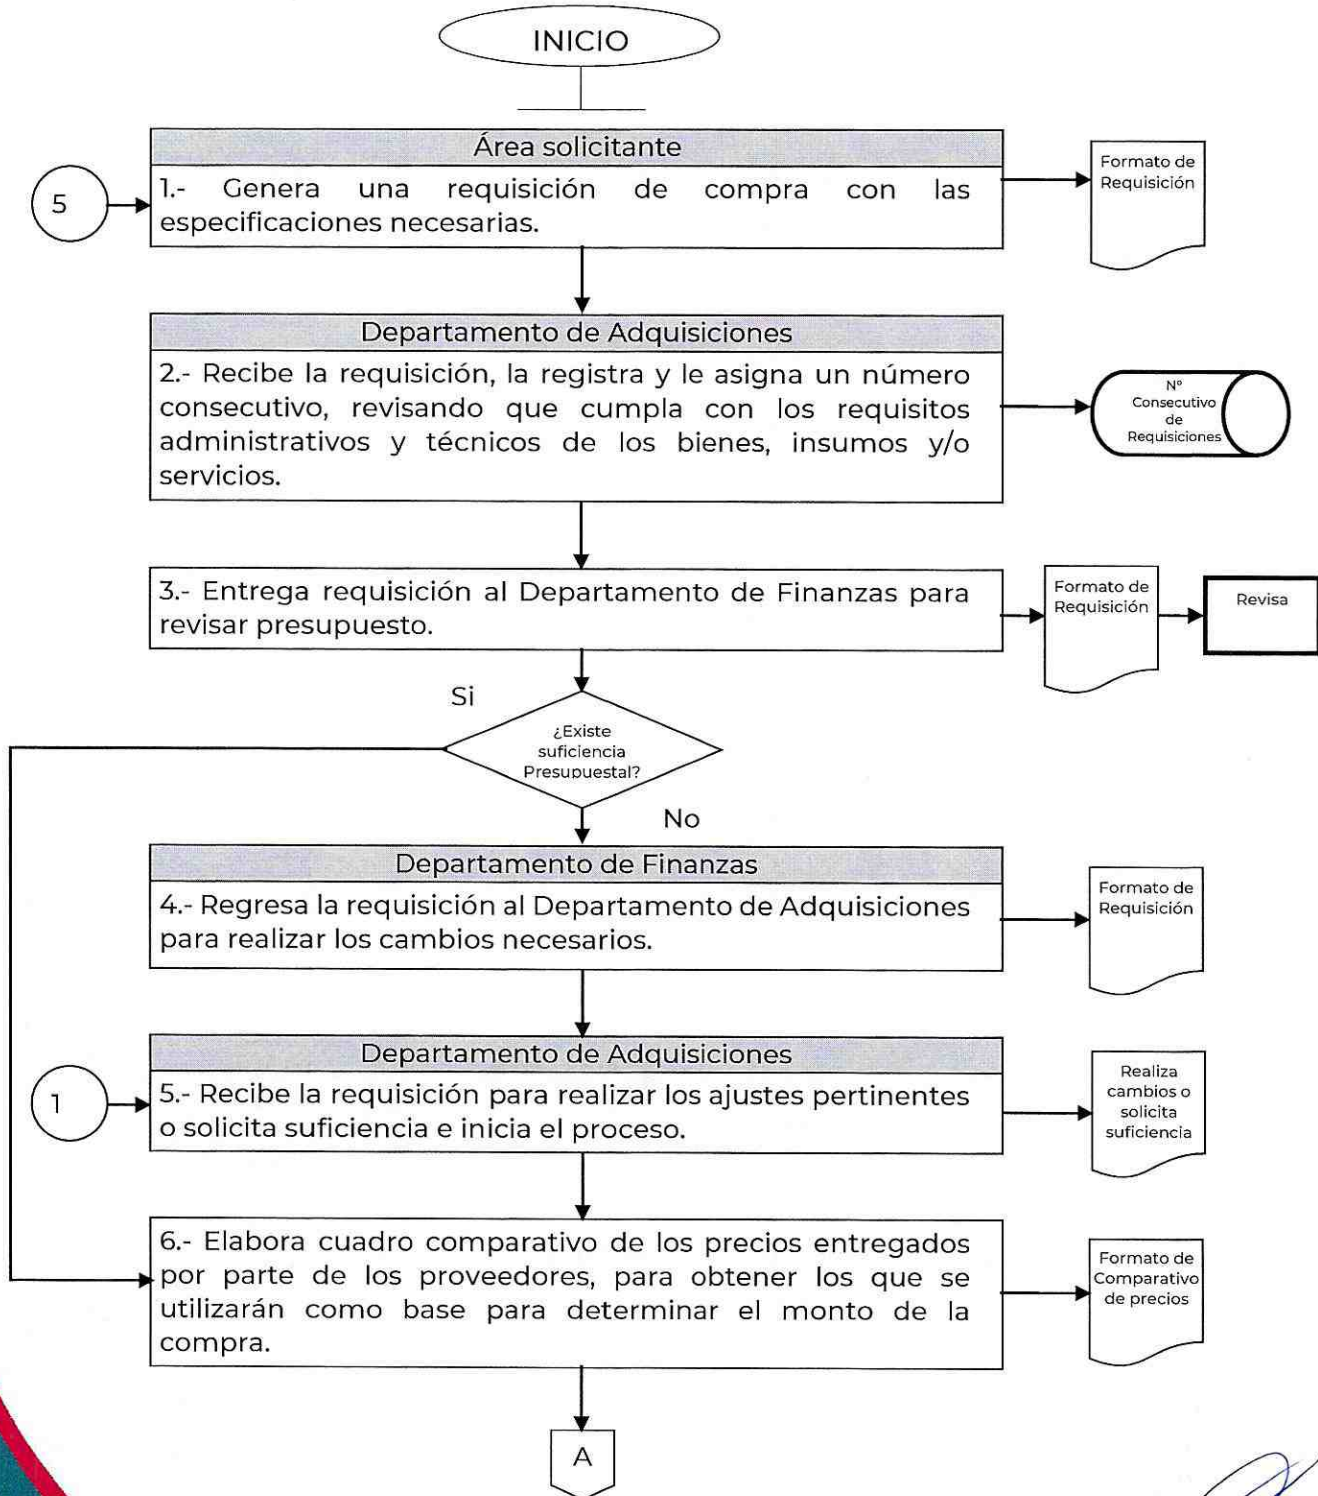 INICIO
Área solicitante
5
1.- Genera una requisición de compra con las
especificaciones necesarias.
Formato de
Requisición
Departamento de Adquisiciones
2.- Recibe la requisición, la registra y le asigna un número
consecutivo, revisando que cumpla con los requisitos
administrativos y técnicos de los bienes, insumos y/o
servicios.
N°
Consecutivo
de
Requisiciones
3.- Entrega requisición al Departamento de Finanzas para
revisar presupuesto.
Formato de
Requisición
Revisa
Si
¿Existe
suficiencia
Presupuestal?
No
Departamento de Finanzas
4.- Regresa la requisición al Departamento de Adquisiciones
para realizar los cambios necesarios.
Formato de
Requisición
Departamento de Adquisiciones
1
5.- Recibe la requisición para realizar los ajustes pertinentes
o solicita suficiencia e inicia el proceso.
Realiza
cambios o
solicita
suficiencia
6.- Elabora cuadro comparativo de los precios entregados
por parte de los proveedores, para obtener los que se
utilizarán como base para determinar el monto de la
compra.
Formato de
Comparativo
de precios
A